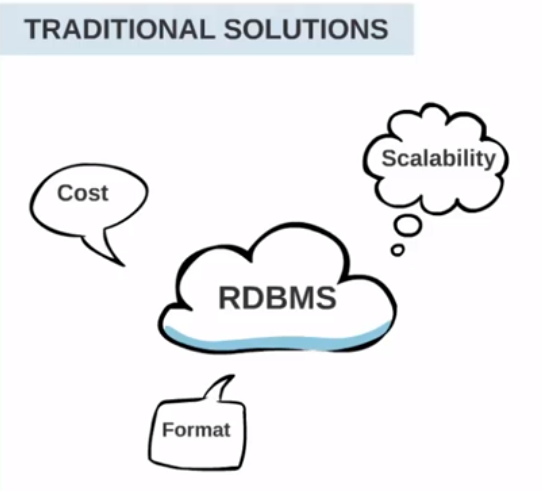 TRADITIONAL SOLUTIONS
Scalability
Cost
RDBMS
Format